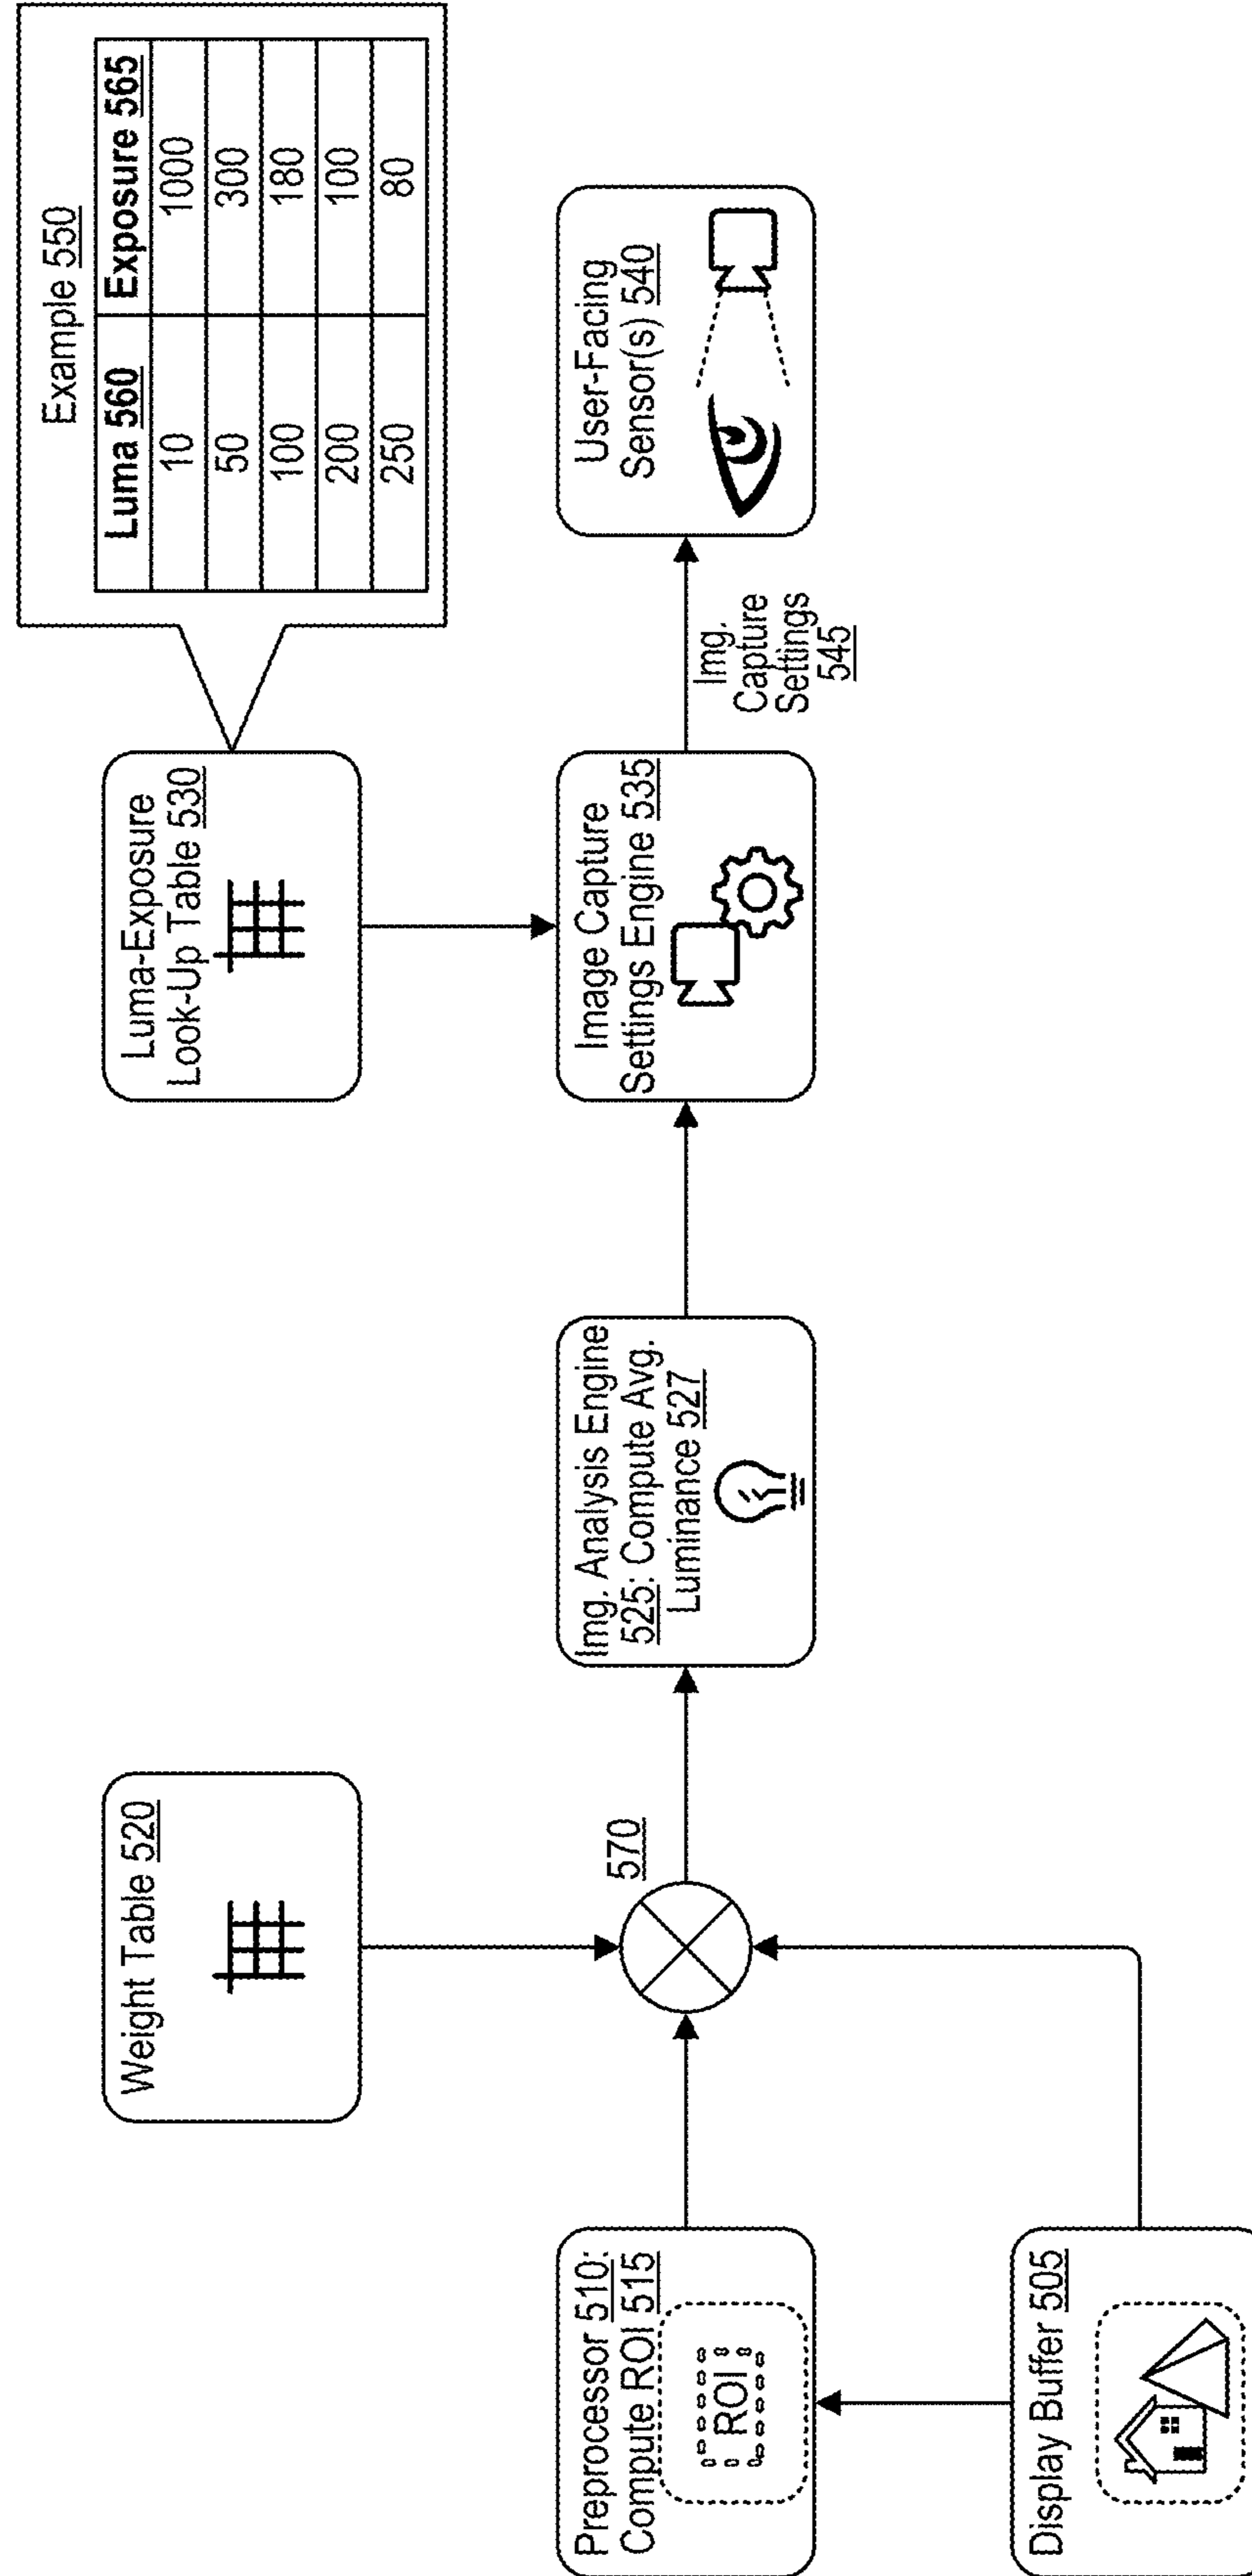 Example 550
Luma 560 Exposure 565
10 1000
50 300
100 180
200 100
250 80
Weight Table 520
Luma-Exposure
Look-Up Table 530
Preprocessor 510:
Compute ROI 515
ROI
570
Img. Analysis Engine
525: Compute Avg.
Luminance 527
Image Capture
Settings Engine 535
Img.
Capture
Settings
545
User-Facing
Sensor(s) 540
Display Buffer 505